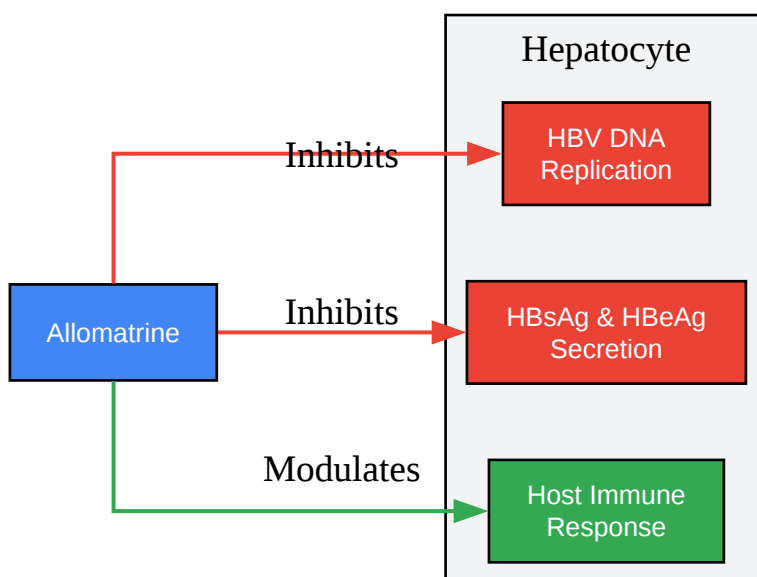 Hepatocyte
HBV DNA
Replication
Inhibits
Allomatrine
Inhibits
HBsAg & HBeAg
Secretion
Modulates
Host Immune
Response